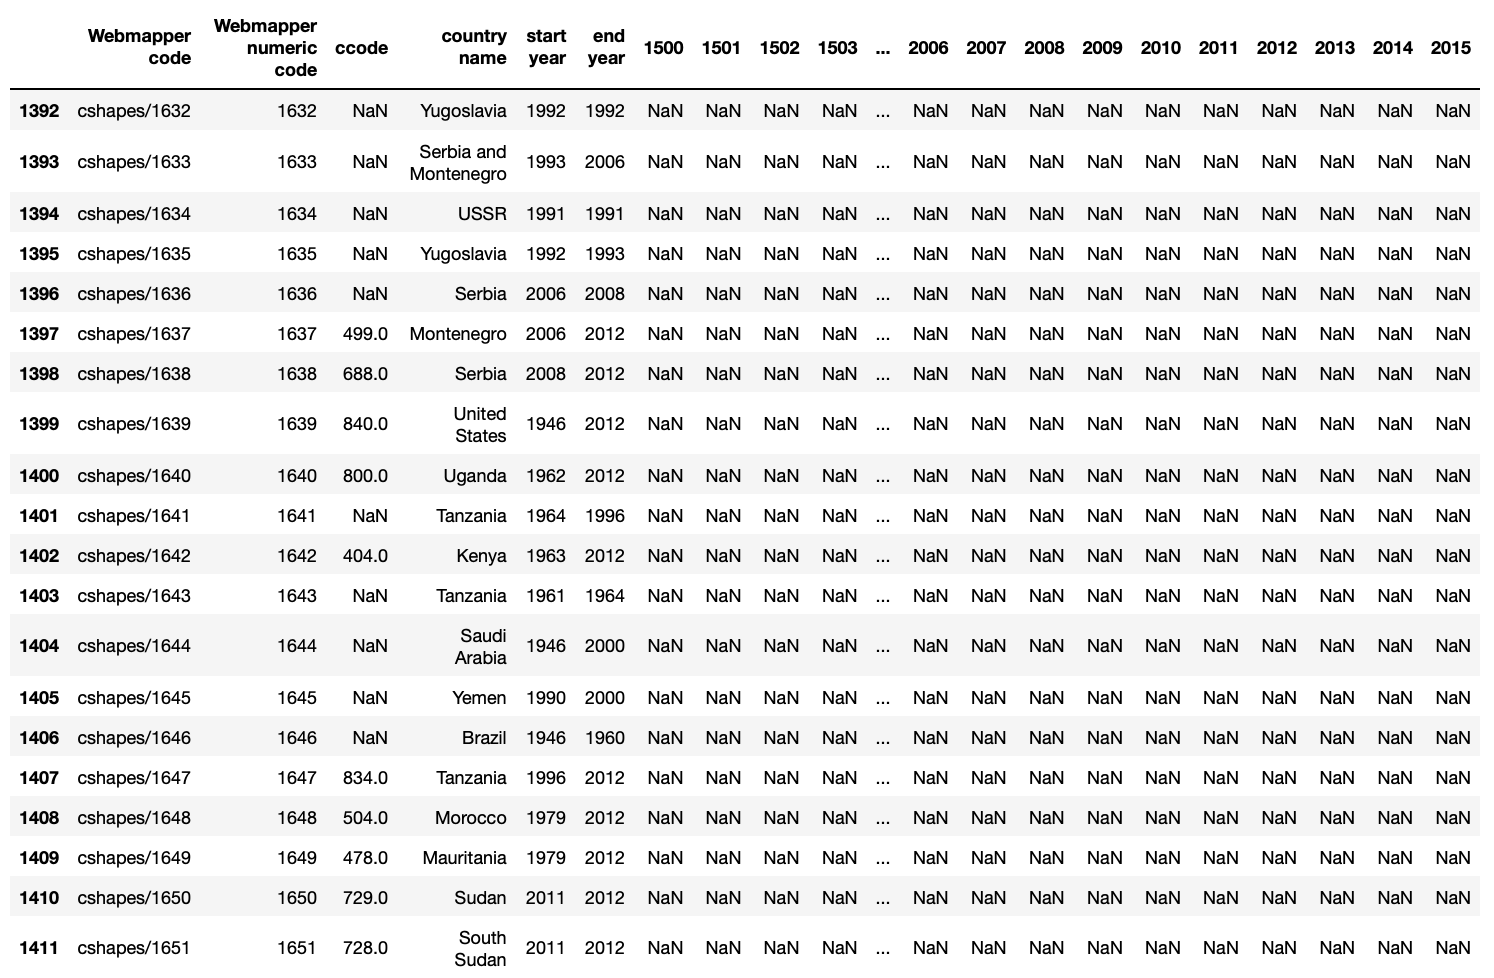 Webmapper code Webmapper numeric code ccode country name start year end year 1500 1501 1502 1503 ... 2006 2007 2008 2009 2010 2011 2012 2013 2014 2015
1392 cshapes/1632 1632 NaN Yugoslavia 1992 1992 NaN NaN NaN NaN ... NaN NaN NaN NaN NaN NaN NaN NaN NaN NaN
1393 cshapes/1633 1633 NaN Serbia and Montenegro 1993 2006 NaN NaN NaN NaN ... NaN NaN NaN NaN NaN NaN NaN NaN NaN NaN
1394 cshapes/1634 1634 NaN USSR 1991 1991 NaN NaN NaN NaN ... NaN NaN NaN NaN NaN NaN NaN NaN NaN NaN
1395 cshapes/1635 1635 NaN Yugoslavia 1992 1993 NaN NaN NaN NaN ... NaN NaN NaN NaN NaN NaN NaN NaN NaN NaN
1396 cshapes/1636 1636 NaN Serbia 2006 2008 NaN NaN NaN NaN ... NaN NaN NaN NaN NaN NaN NaN NaN NaN NaN
1397 cshapes/1637 1637 499.0 Montenegro 2006 2012 NaN NaN NaN NaN ... NaN NaN NaN NaN NaN NaN NaN NaN NaN NaN
1398 cshapes/1638 1638 688.0 Serbia 2008 2012 NaN NaN NaN NaN ... NaN NaN NaN NaN NaN NaN NaN NaN NaN NaN
1399 cshapes/1639 1639 840.0 United States 1946 2012 NaN NaN NaN NaN ... NaN NaN NaN NaN NaN NaN NaN NaN NaN NaN
1400 cshapes/1640 1640 800.0 Uganda 1962 2012 NaN NaN NaN NaN ... NaN NaN NaN NaN NaN NaN NaN NaN NaN NaN
1401 cshapes/1641 1641 NaN Tanzania 1964 1996 NaN NaN NaN NaN ... NaN NaN NaN NaN NaN NaN NaN NaN NaN NaN
1402 cshapes/1642 1642 404.0 Kenya 1963 2012 NaN NaN NaN NaN ... NaN NaN NaN NaN NaN NaN NaN NaN NaN NaN
1403 cshapes/1643 1643 NaN Tanzania 1961 1964 NaN NaN NaN NaN ... NaN NaN NaN NaN NaN NaN NaN NaN NaN NaN
1404 cshapes/1644 1644 NaN Saudi Arabia 1946 2000 NaN NaN NaN NaN ... NaN NaN NaN NaN NaN NaN NaN NaN NaN NaN
1405 cshapes/1645 1645 NaN Yemen 1990 2000 NaN NaN NaN NaN ... NaN NaN NaN NaN NaN NaN NaN NaN NaN NaN
1406 cshapes/1646 1646 NaN Brazil 1946 1960 NaN NaN NaN NaN ... NaN NaN NaN NaN NaN NaN NaN NaN NaN NaN
1407 cshapes/1647 1647 834.0 Tanzania 1996 2012 NaN NaN NaN NaN ... NaN NaN NaN NaN NaN NaN NaN NaN NaN NaN
1408 cshapes/1648 1648 504.0 Morocco 1979 2012 NaN NaN NaN NaN ... NaN NaN NaN NaN NaN NaN NaN NaN NaN NaN
1409 cshapes/1649 1649 478.0 Mauritania 1979 2012 NaN NaN NaN NaN ... NaN NaN NaN NaN NaN NaN NaN NaN NaN NaN
1410 cshapes/1650 1650 729.0 Sudan 2011 2012 NaN NaN NaN NaN ... NaN NaN NaN NaN NaN NaN NaN NaN NaN NaN
1411 cshapes/1651 1651 728.0 South Sudan 2011 2012 NaN NaN NaN NaN ... NaN NaN NaN NaN NaN NaN NaN NaN NaN NaN